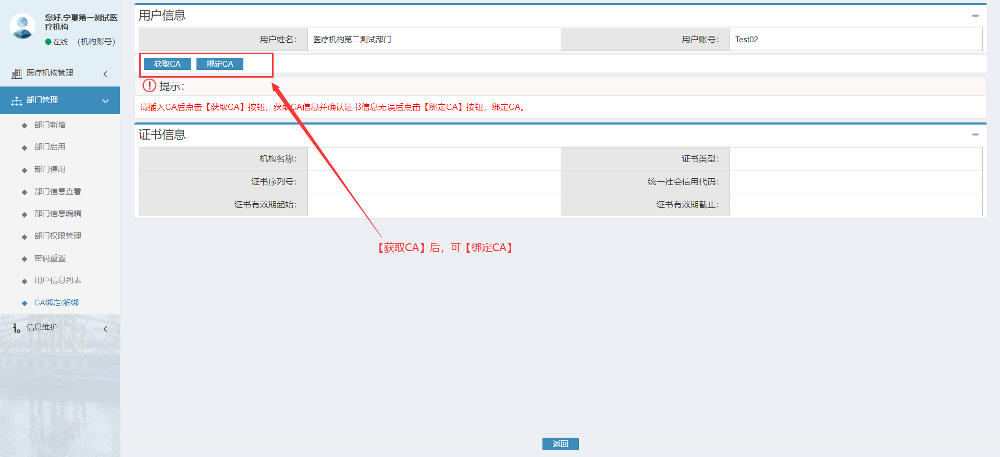 您好,宁夏第一测试医
疗机构
在线 (机构账号)
医疗机构管理
部门管理
部门新增
部门启用
部门停用
部门信息查看
部门信息编辑
部门权限管理
密码重置
用户信息列表
CA绑定/解绑
信息维护
用户信息
用户姓名： 医疗机构第二测试部门 用户账号： Test02
获取CA 绑定CA
提示：
请插入CA后点击【获取CA】按钮，获取CA信息并确认证书信息无误后点击【绑定CA】按钮，绑定CA。
证书信息
机构名称： 证书类型：
证书序列号： 统一社会信用代码：
证书有效期起始： 证书有效期截止：
【获取CA】后，可【绑定CA】
返回